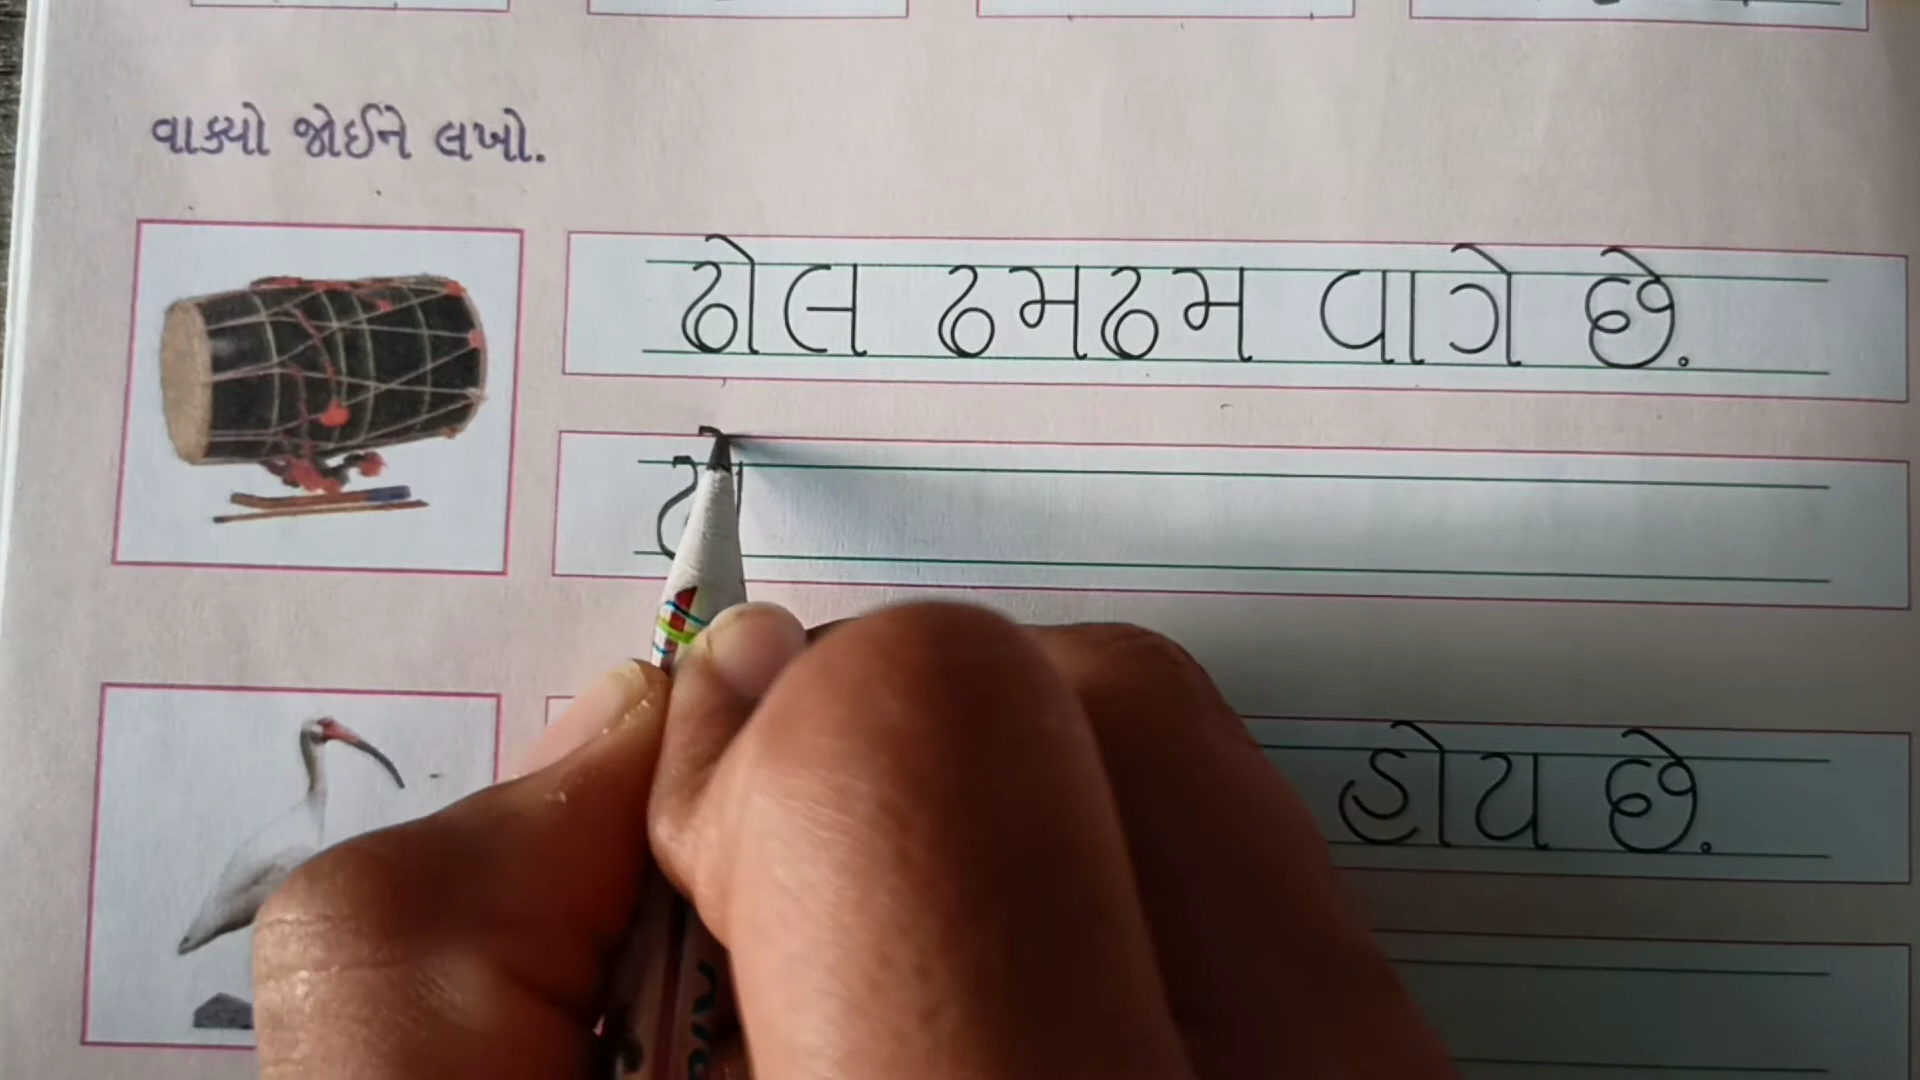 વાક્યો જોઈને લખો.
ઢોલ ઢમઢમ વાગે છે.
હોય છે.